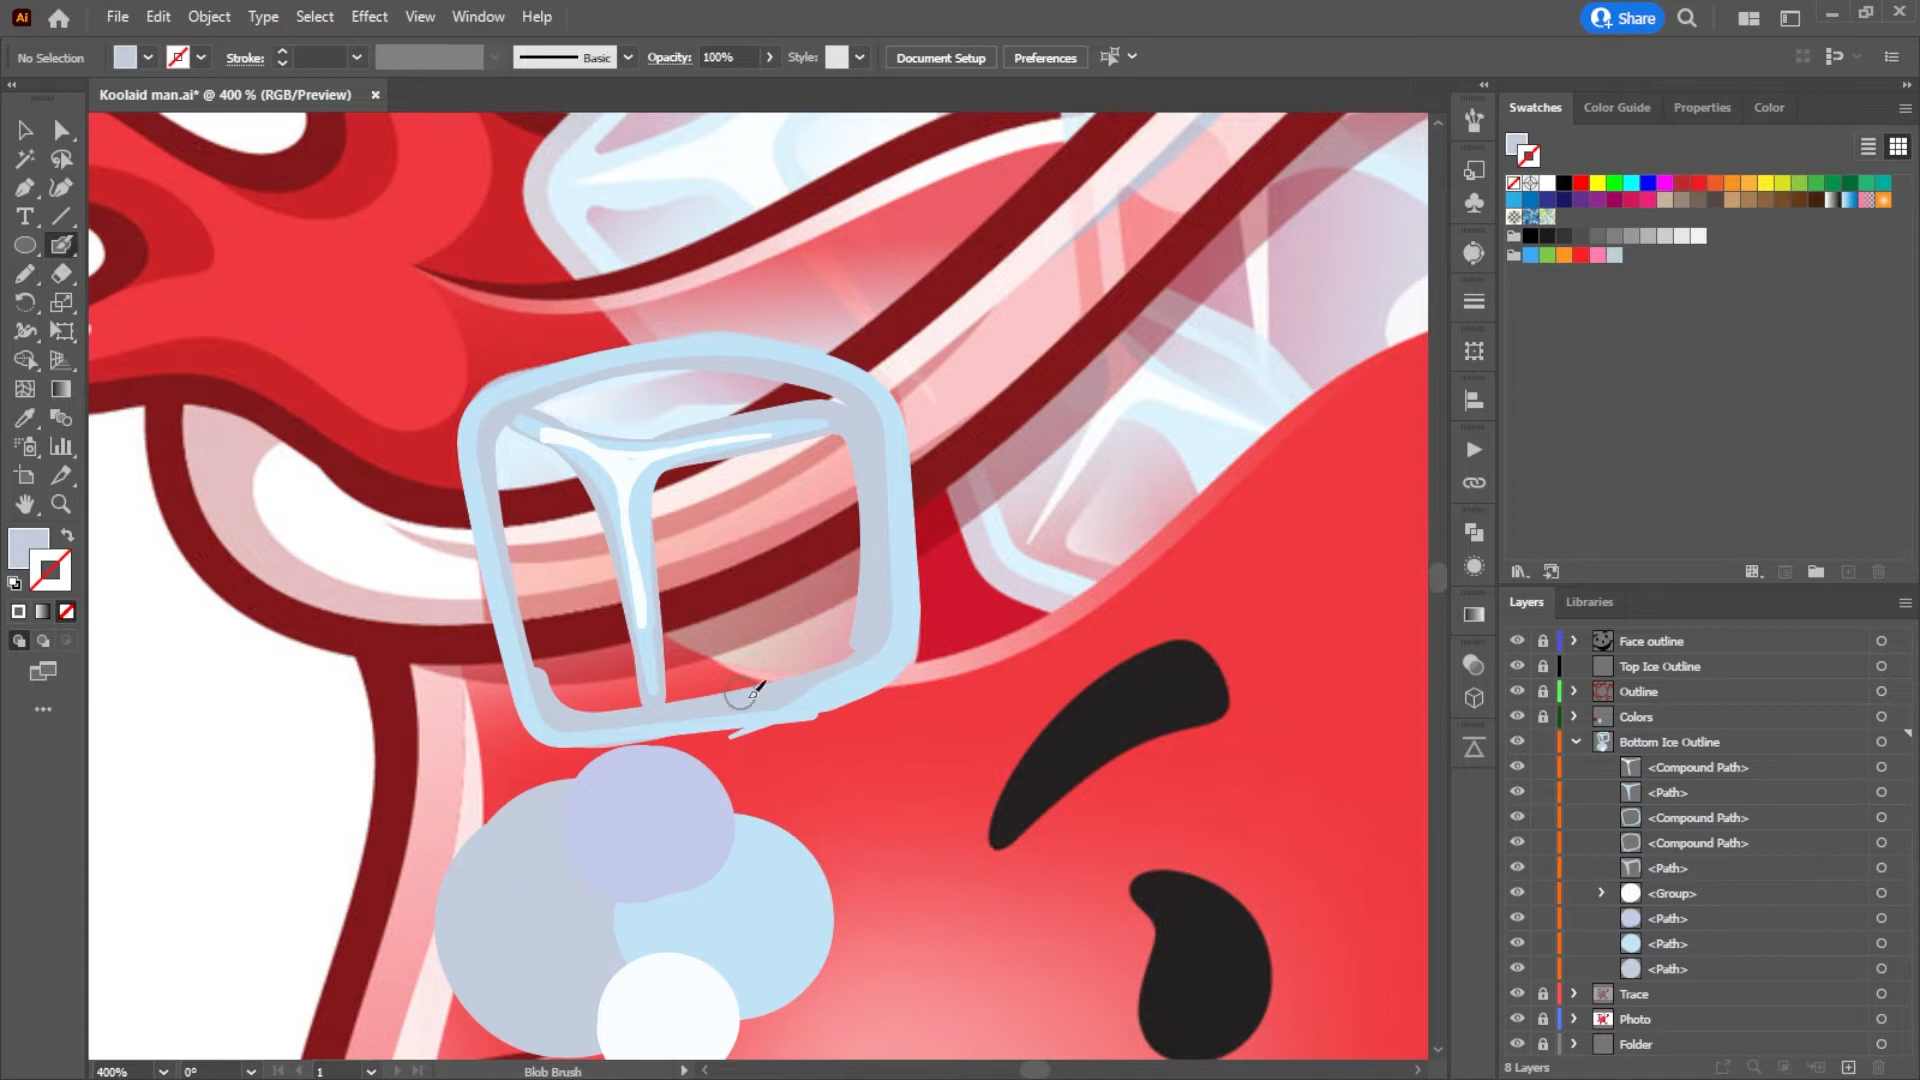 Ai File Edit Object Type Select Effect View Window Help Share
No Selection Stroke: Basic Opacity: 100% Style: Document Setup Preferences
Koolaid man.ai* @ 400 % (RGB/Preview) ×
Swatches Color Guide Properties Color
Layers Libraries
Face outline
Top Ice Outline
Outline
Colors
Bottom Ice Outline
<Compound Path>
<Path>
<Compound Path>
<Compound Path>
<Path>
<Group>
<Path>
<Path>
<Path>
Trace
Photo
Folder
8 Layers
400% 0° 1 Blob Brush